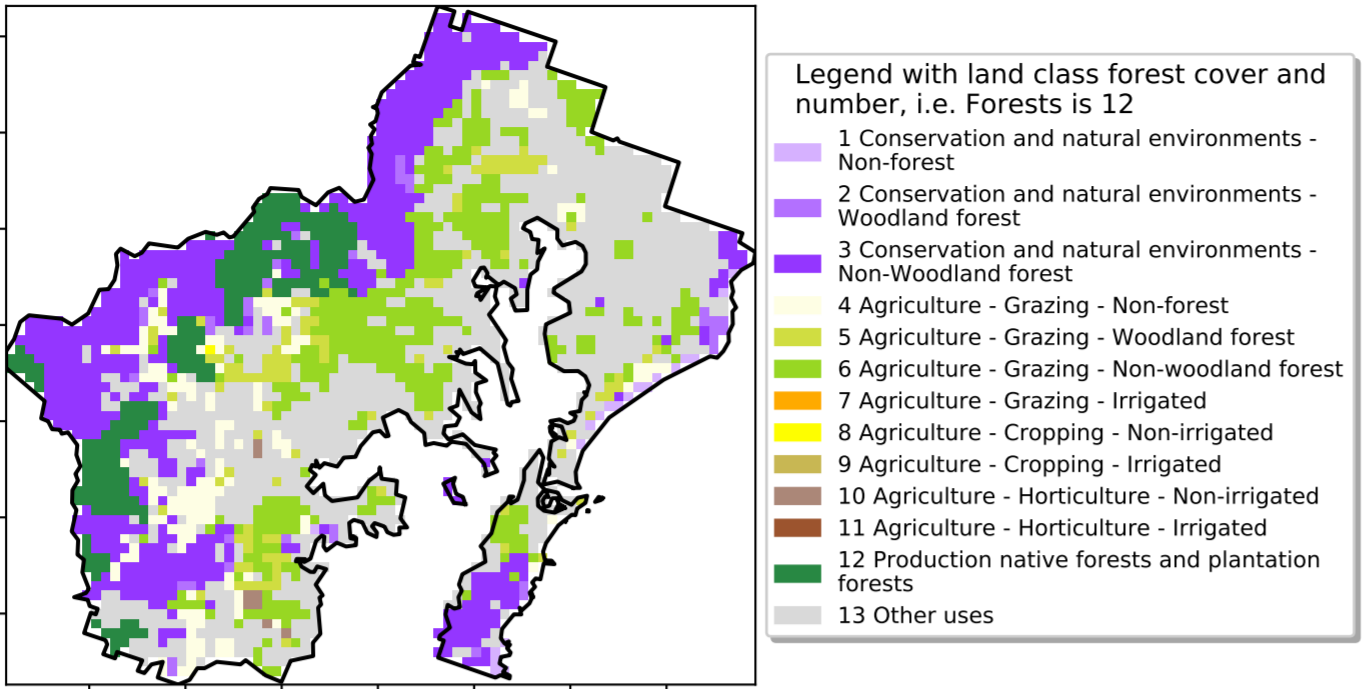 Legend with land class forest cover and
number, i.e. Forests is 12
1 Conservation and natural environments -
Non-forest
2 Conservation and natural environments -
Woodland forest
3 Conservation and natural environments -
Non-Woodland forest
4 Agriculture - Grazing - Non-forest
5 Agriculture - Grazing - Woodland forest
6 Agriculture - Grazing - Non-woodland forest
7 Agriculture - Grazing - Irrigated
8 Agriculture - Cropping - Non-irrigated
9 Agriculture - Cropping - Irrigated
10 Agriculture - Horticulture - Non-irrigated
11 Agriculture - Horticulture - Irrigated
12 Production native forests and plantation
forests
13 Other uses